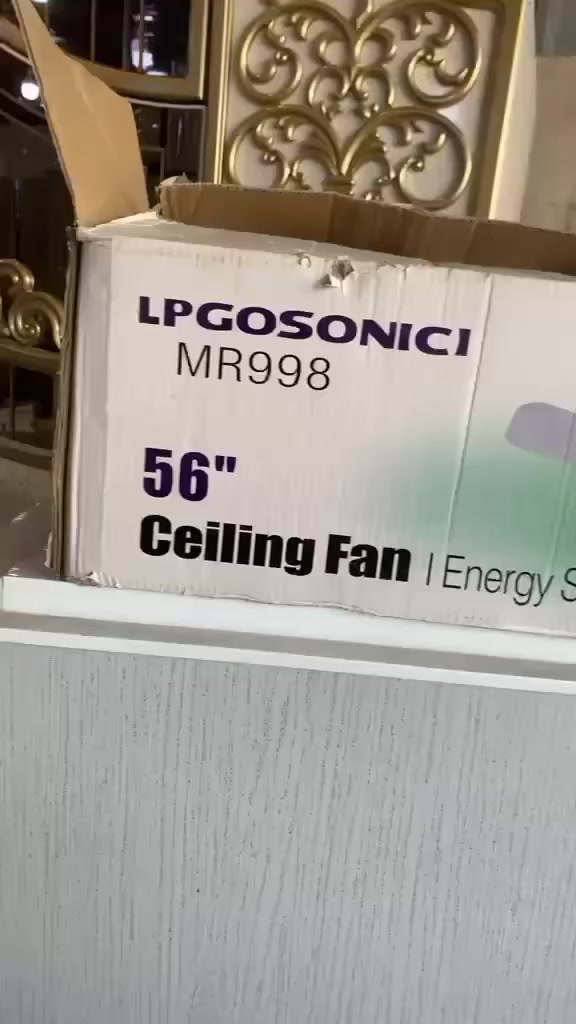 LPGOSONICI
MR998
56"
Ceiling Fan | Energy S